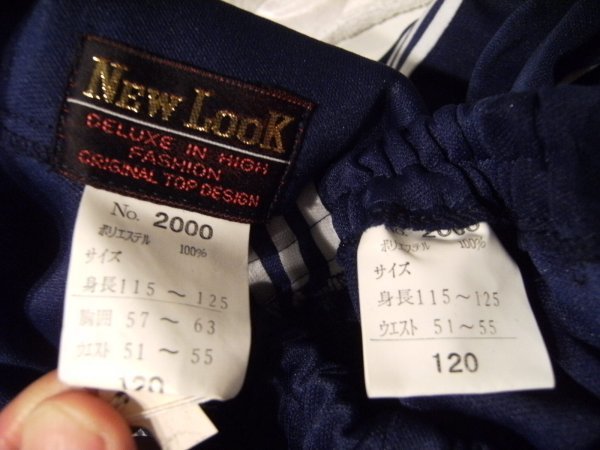 NEW LOOK
DELUXE IN HIGH
FASHION
ORIGINAL TOP DESIGN
No. 2000
ポリエステル 100%
サイズ
身長115～125
胸囲 57～63
ウエスト 51～55
120
2000
ポリエステル 100%
サイズ
身長115～125
ウエスト 51～55
120